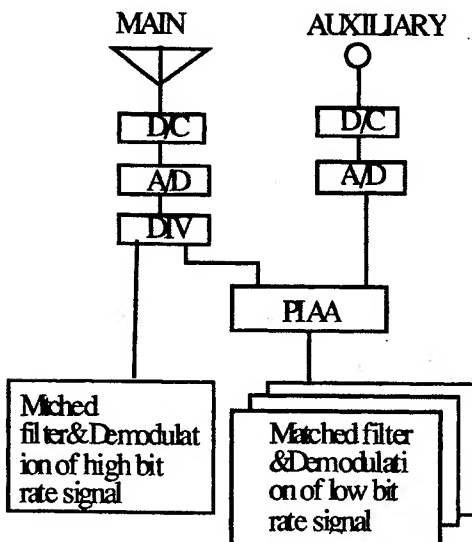 MAIN
AUXILIARY
D/C
D/C
A/D
A/D
DIV
PIAA
Mtched
filter&Demodulat
ion of high bit
rate signal
Matched filter
&Demodulati
on of low bit
rate signal